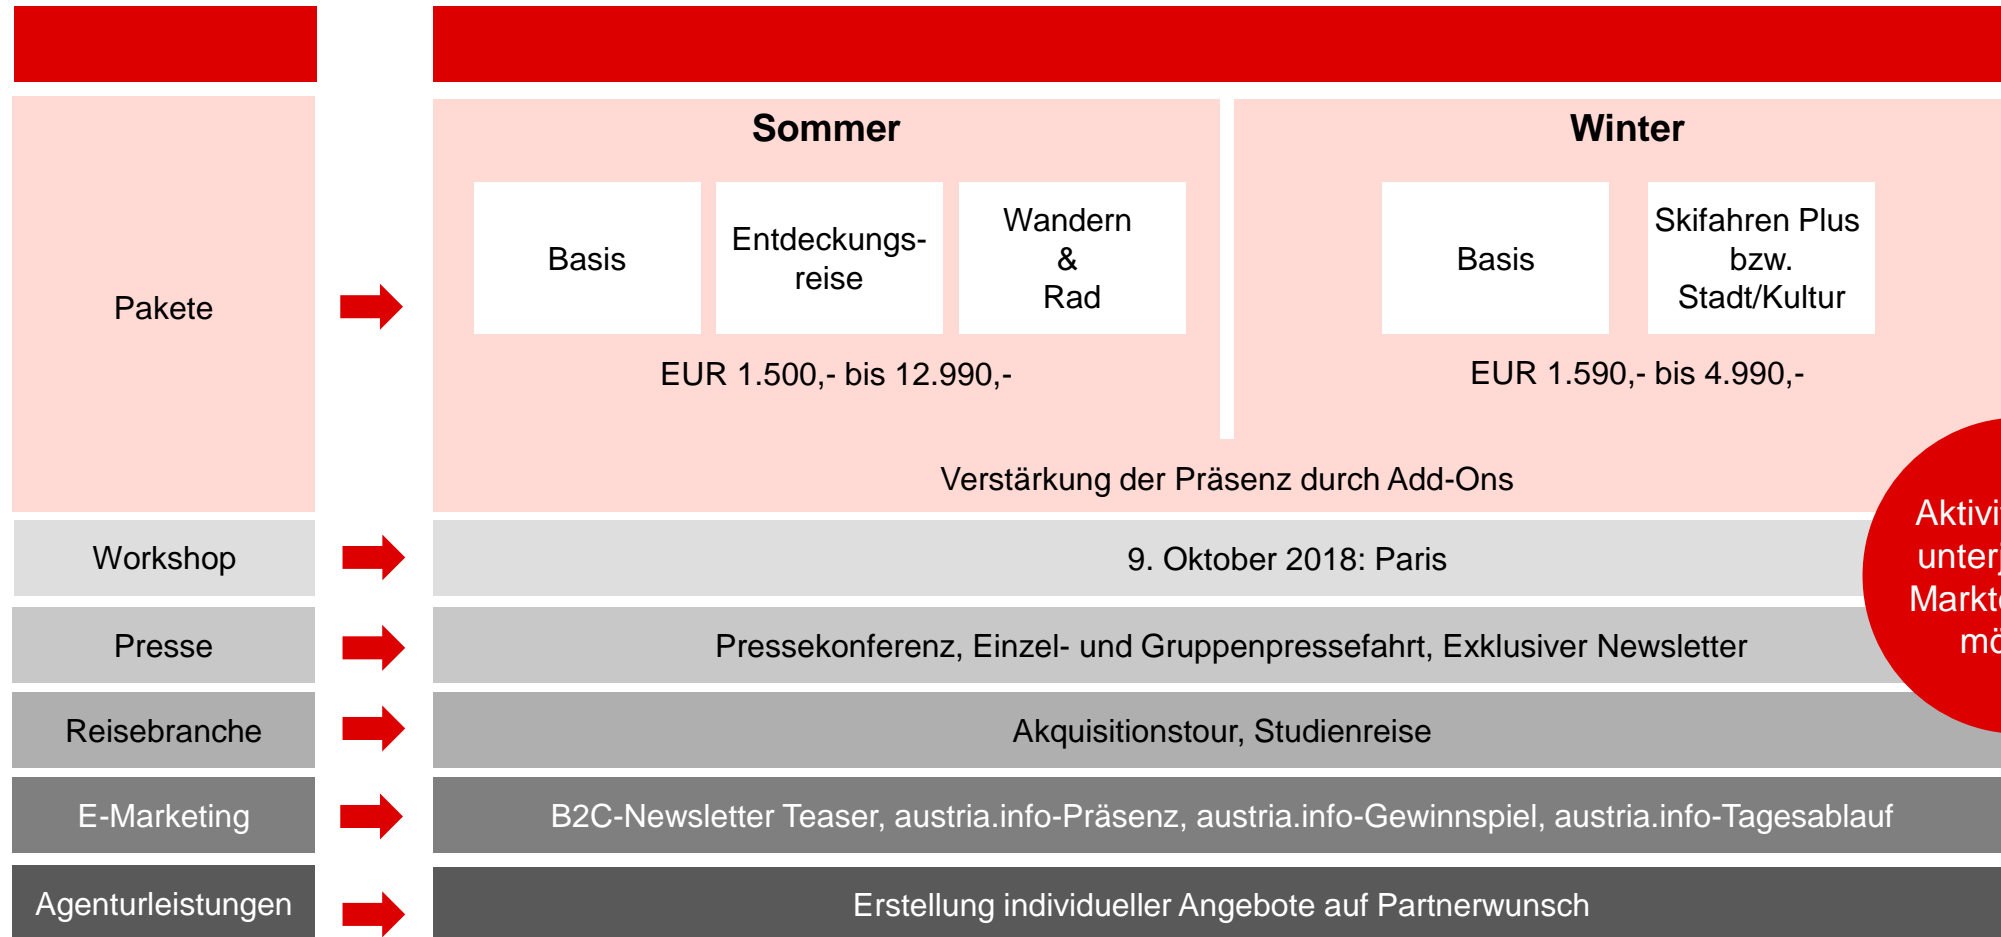 Sommer
Winter
Basis
Entdeckungs-
reise
Wandern
&
Rad
Basis
Skifahren Plus
bzw.
Stadt/Kultur
Pakete
EUR 1.500,- bis 12.990,-
EUR 1.590,- bis 4.990,-
Verstärkung der Präsenz durch Add-Ons
Workshop
9. Oktober 2018: Paris
Presse
Pressekonferenz, Einzel- und Gruppenpressefahrt, Exklusiver Newsletter
Reisebranche
Akquisitionstour, Studienreise
E-Marketing
B2C-Newsletter Teaser, austria.info-Präsenz, austria.info-Gewinnspiel, austria.info-Tagesablauf
Agenturleistungen
Erstellung individueller Angebote auf Partnerwunsch